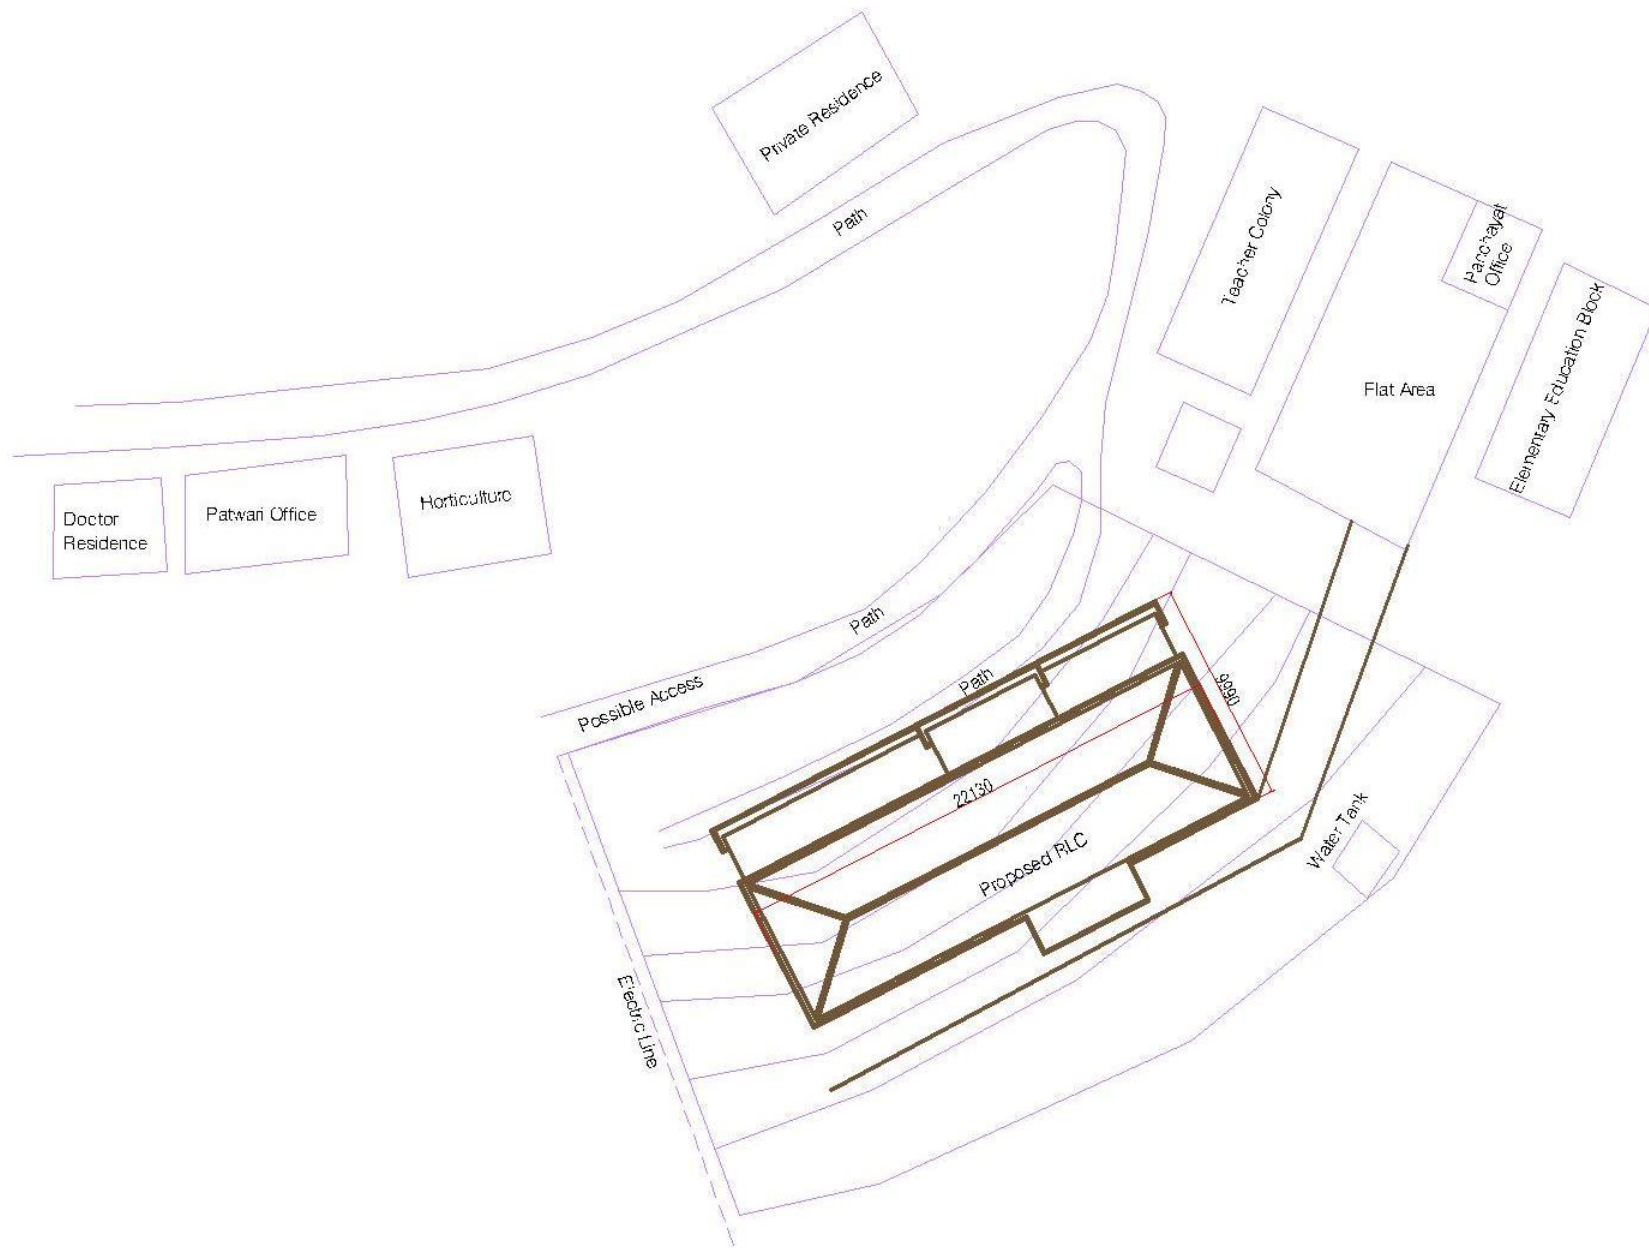 Private Residence
Path
Teacher Colony
Panchayat
Office
Elementary Education Block
Flat Area
Doctor
Residence
Patwari Office
Horticulture
Path
Possible Access
Path
9990
22130
Proposed RLC
Water Tank
Electric Line